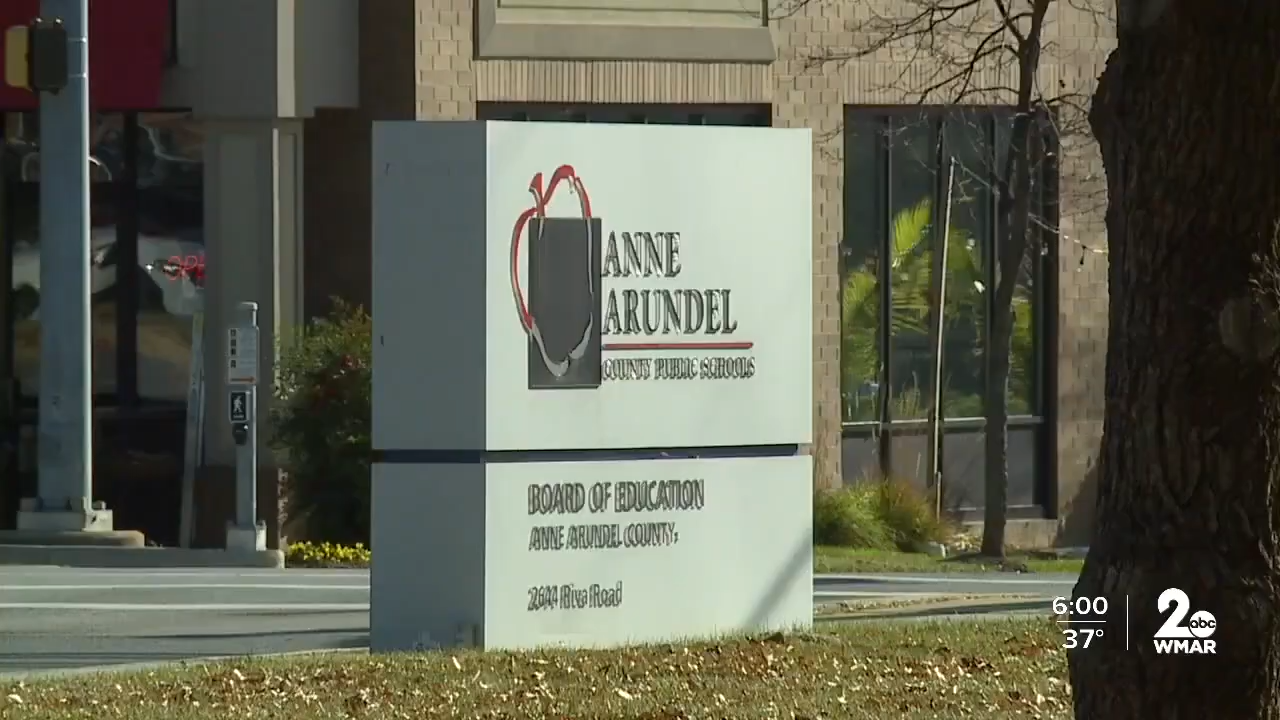 ANNE
ARUNDEL
COUNTY PUBLIC SCHOOLS
BOARD OF EDUCATION
ANNE ARUNDEL COUNTY
2644 Riva Road
6:00
37°
2 abc
WMAR